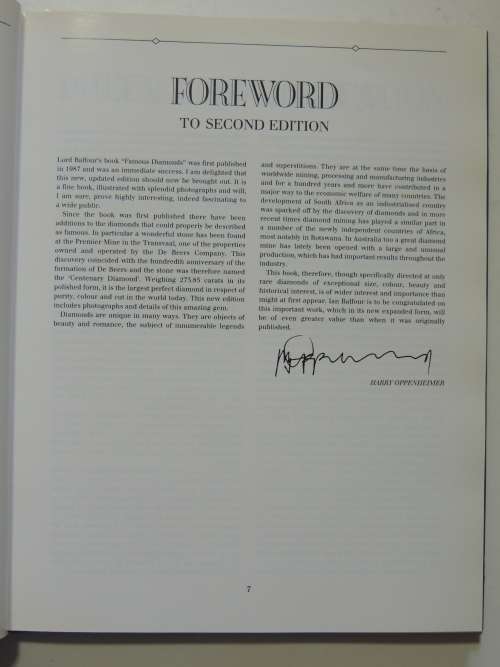 FOREWORD
TO SECOND EDITION
Lord Balfour's book "Famous Diamonds" was first published
in 1987 and was an immediate success. I am delighted that
this new, updated edition should now be brought out. It is
a fine book, illustrated with splendid photographs and will,
I am sure, prove highly interesting, indeed fascinating to
a wide public.
Since the book was first published there have been
additions to the diamonds that could properly be described
as famous. In particular a wonderful stone has been found
at the Premier Mine in the Transvaal, one of the properties
owned and operated by the De Beers Company. This
discovery coincided with the hundredth anniversary of the
formation of De Beers and the stone was therefore named
the 'Centenary Diamond'. Weighing 273.85 carats in its
polished form, it is the largest perfect diamond in respect of
purity, colour and cut in the world today. This new edition
includes photographs and details of this amazing gem.
Diamonds are unique in many ways. They are objects of
beauty and romance, the subject of innumerable legends
and superstitions. They are at the same time the basis of
worldwide mining, processing and manufacturing industries
and for a hundred years and more have contributed in a
major way to the economic welfare of many countries. The
development of South Africa as an industrialised country
was sparked off by the discovery of diamonds and in more
recent times diamond mining has played a similar part in
a number of the newly independent countries of Africa,
most notably in Botswana. In Australia too a great diamond
mine has lately been opened with a large and unusual
production, which has had important results throughout the
industry.
This book, therefore, though specifically directed at only
rare diamonds of exceptional size, colour, beauty and
historical interest, is of wider interest and importance than
might at first appear. Ian Balfour is to be congratulated on
this important work, which in its new expanded form, will
be of even greater value than when it was originally
published.
HARRY OPPENHEIMER
7